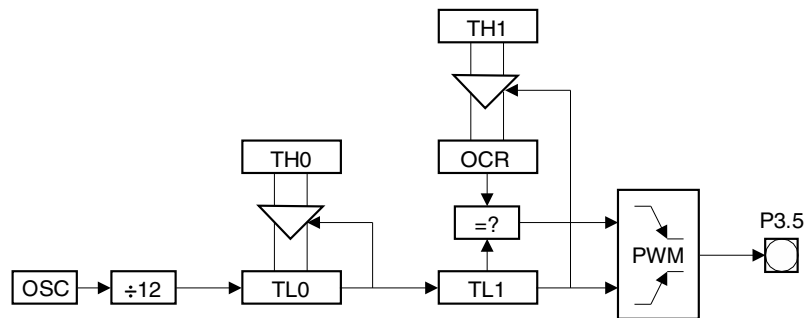 TH1
TH0
OCR
=?
P3.5
PWM
OSC
÷12
TL0
TL1